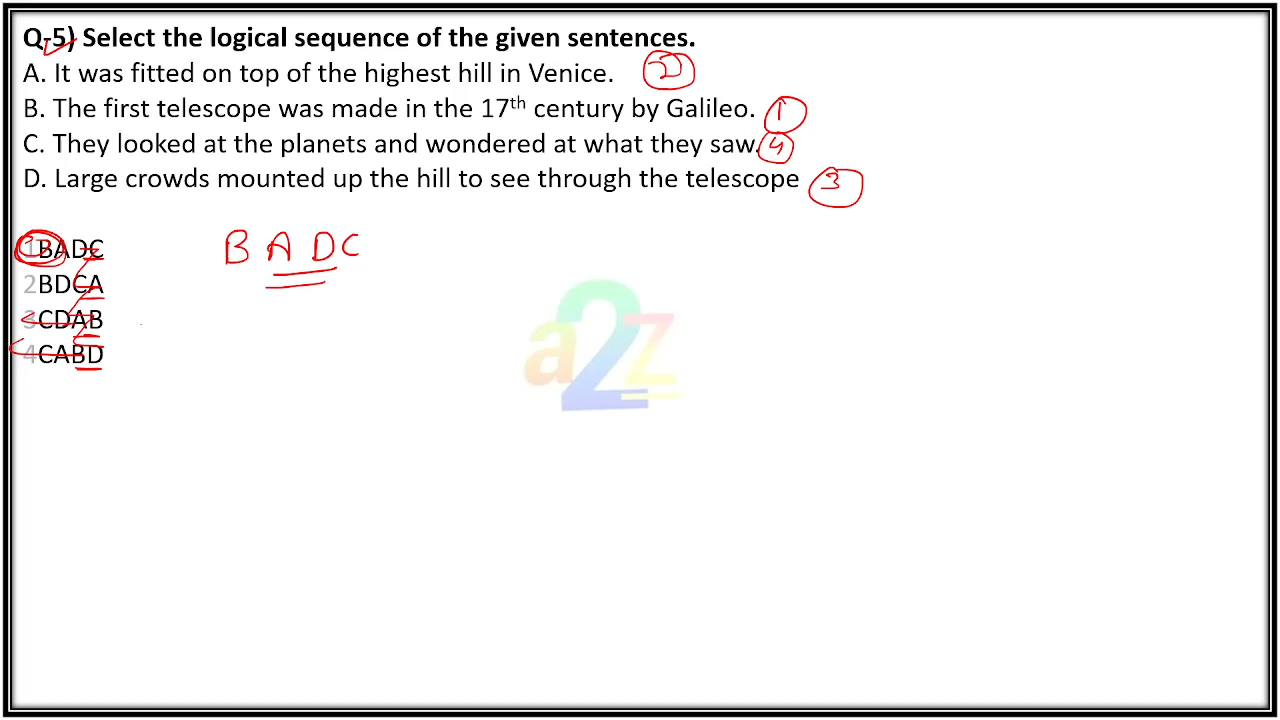 Q-5) Select the logical sequence of the given sentences.
A. It was fitted on top of the highest hill in Venice. 2
B. The first telescope was made in the 17th century by Galileo. 1
C. They looked at the planets and wondered at what they saw. 4
D. Large crowds mounted up the hill to see through the telescope 3
1 BADC
B A D C
2 BDCA
3 CDAB
4 CABD
a2z